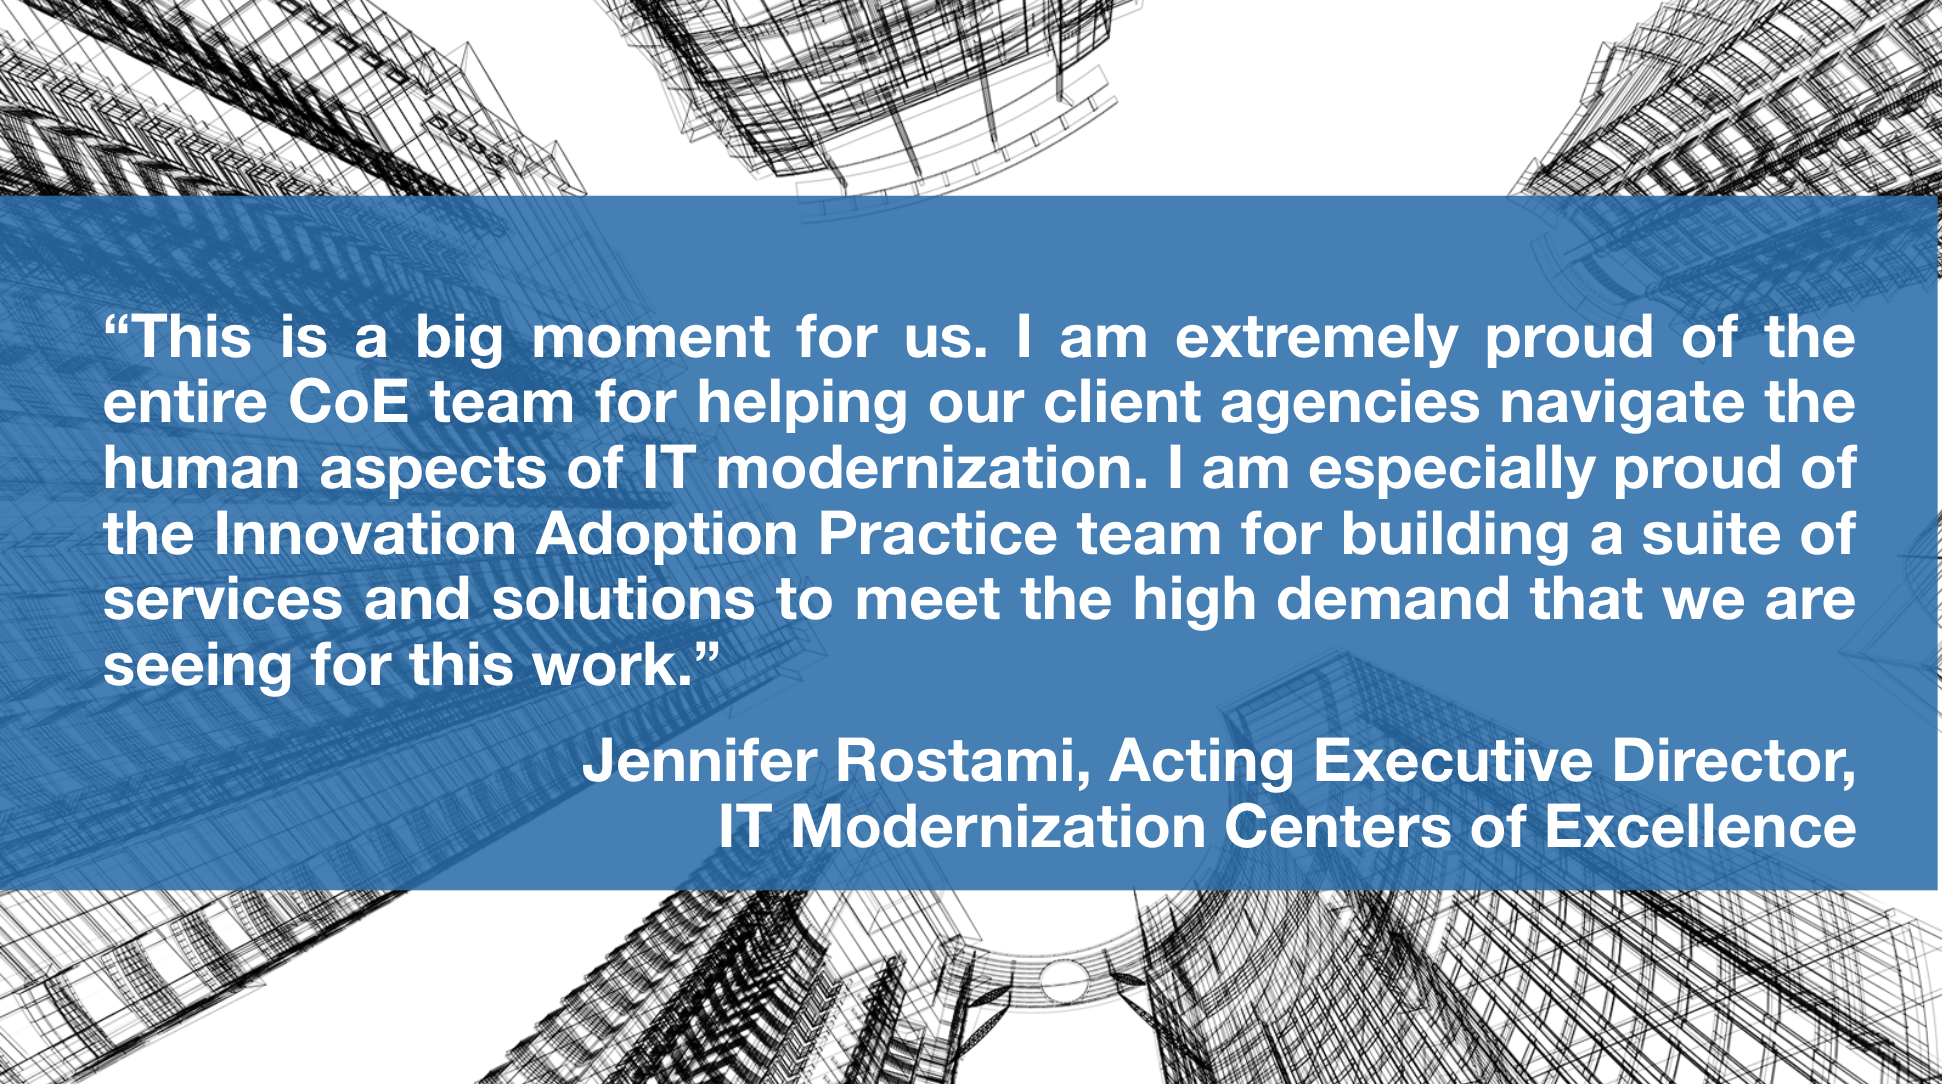 “This is a big moment for us. I am extremely proud of the
entire CoE team for helping our client agencies navigate the
human aspects of IT modernization. I am especially proud of
the Innovation Adoption Practice team for building a suite of
services and solutions to meet the high demand that we are
seeing for this work.”
Jennifer Rostami, Acting Executive Director,
IT Modernization Centers of Excellence